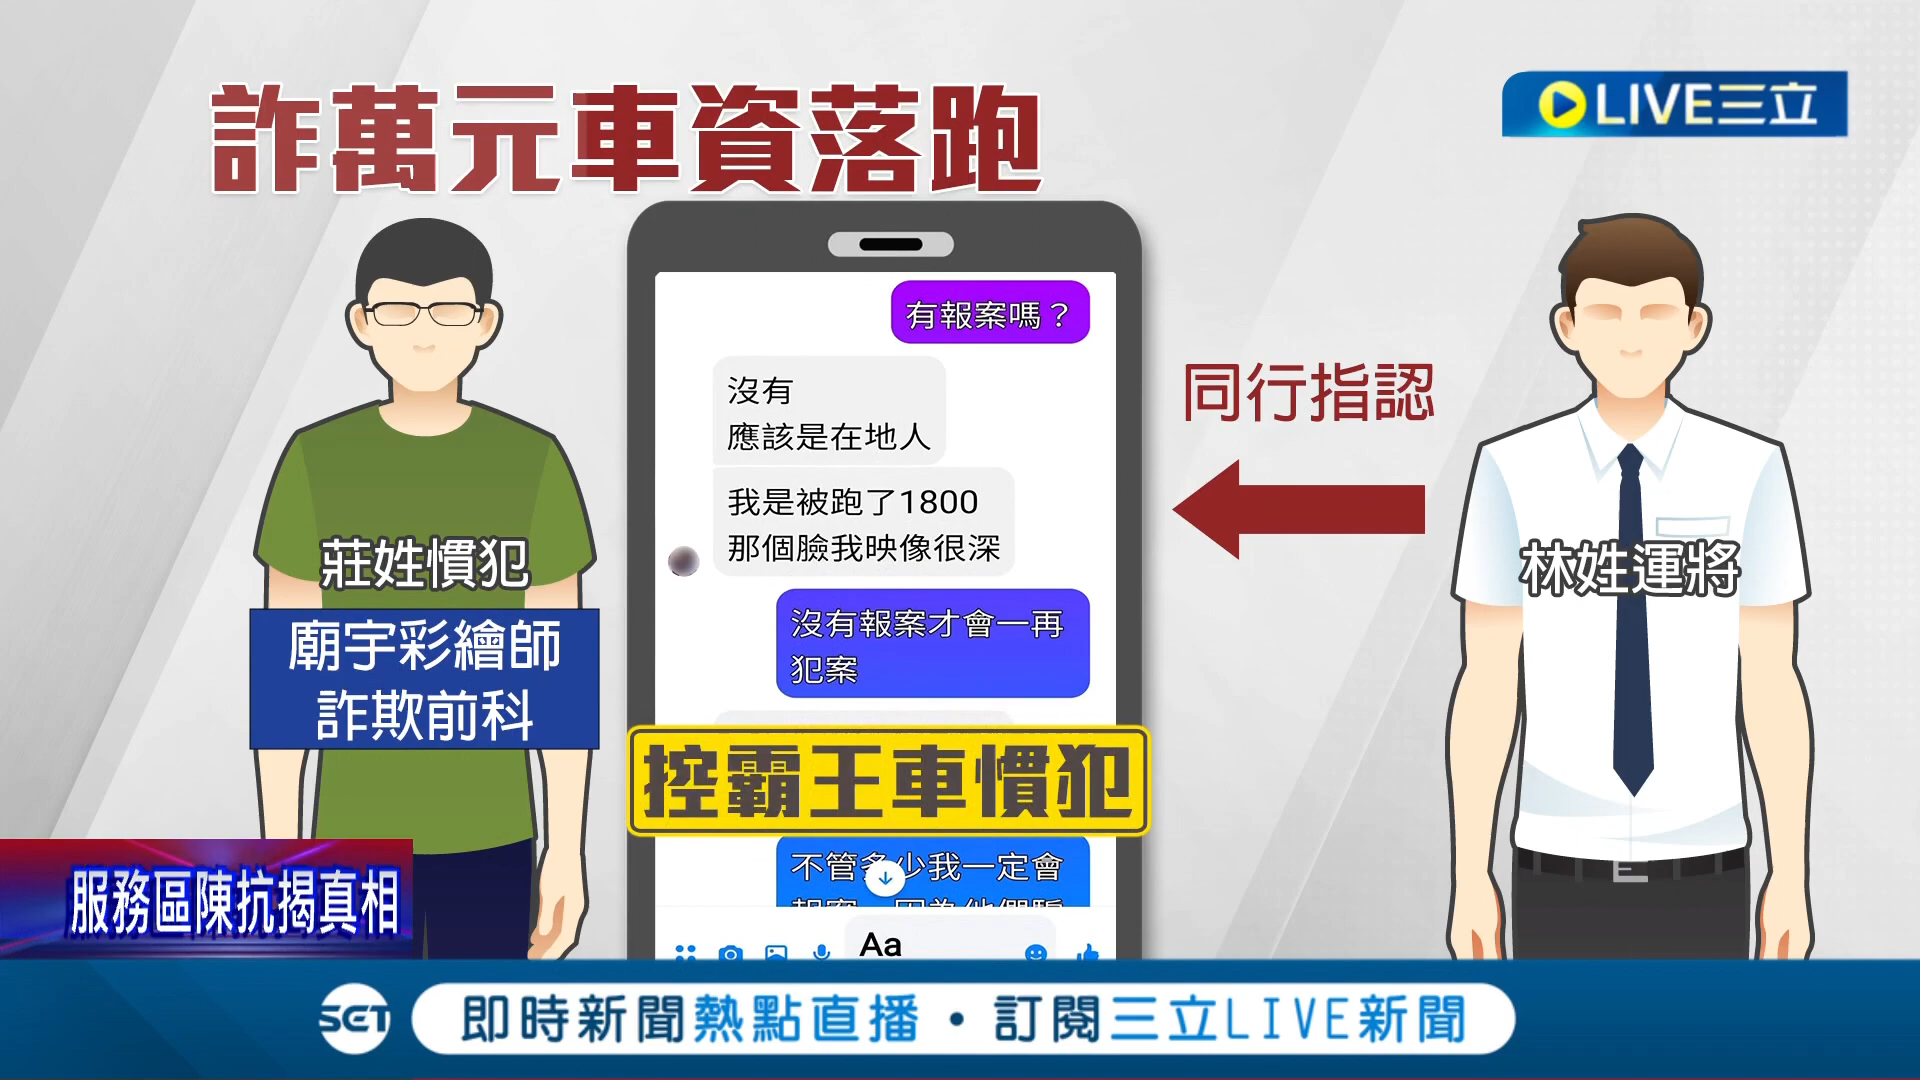 詐萬元車資落跑
LIVE三立
有報案嗎？
沒有
應該是在地人
我是被跑了1800
那個臉我映像很深
沒有報案才會一再
犯案
同行指認
莊姓慣犯
廟宇彩繪師
詐欺前科
林姓運將
控霸王車慣犯
不管多少我一定會
Aa
服務區陳抗揭真相
SET
即時新聞熱點直播・訂閱三立LIVE新聞